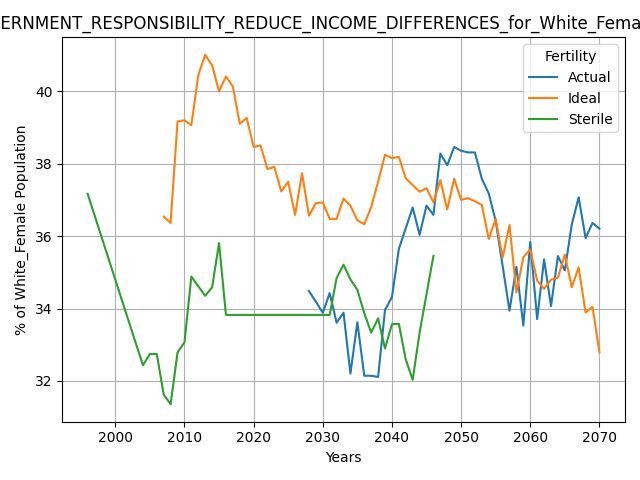 ERNMENT_RESPONSIBILITY_REDUCE_INCOME_DIFFERENCES_for_White_Fema
Fertility
Actual
Ideal
Sterile
% of White_Female Population
40
38
36
34
32
2000 2010 2020 2030 2040 2050 2060 2070
Years